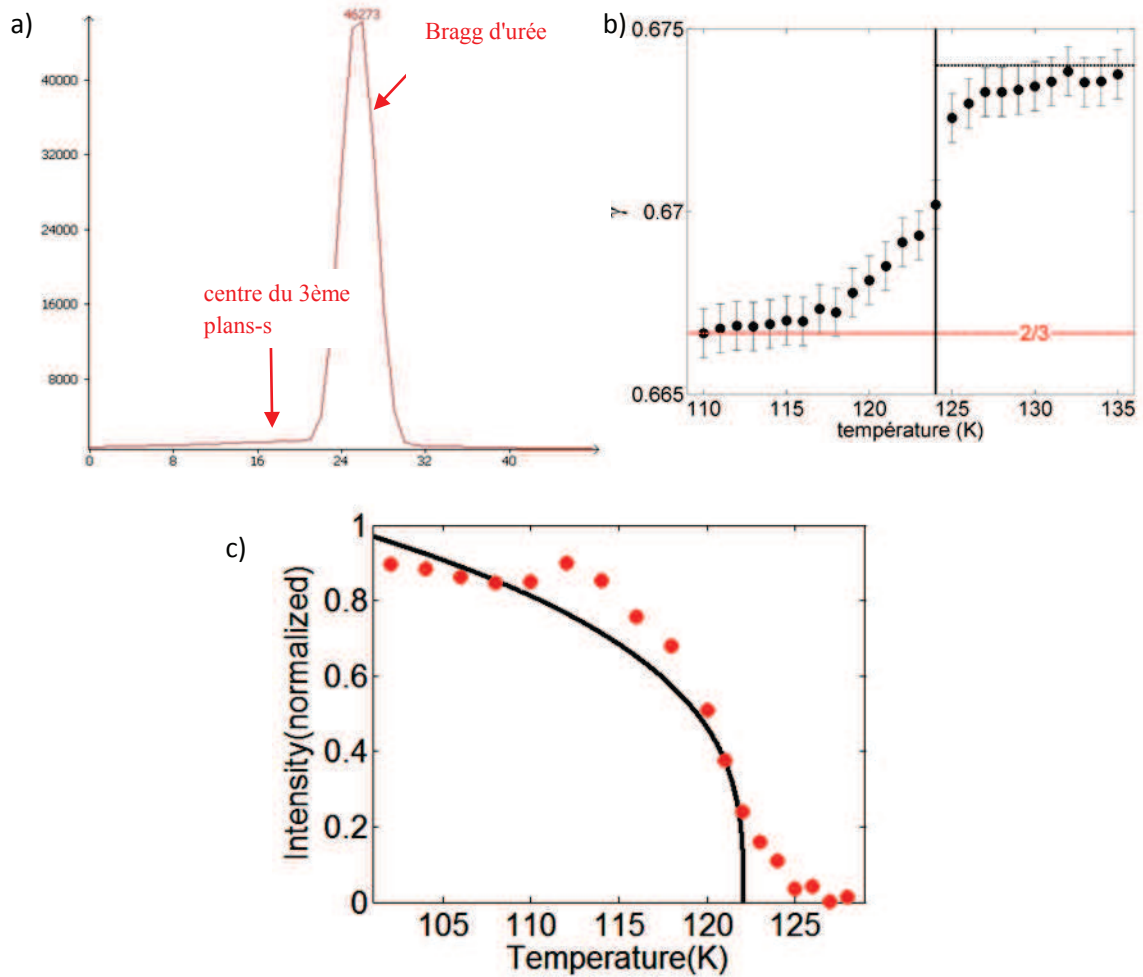 a)
46273
Bragg d'urée
40000
32000
24000
16000
8000
centre du 3ème
plans-s
0 8 16 24 32 40
b)
0.675
0.67
0.665
γ
2/3
110 115 120 125 130 135
température (K)
c)
1
0.8
0.6
0.4
0.2
0
Intensity(normalized)
105 110 115 120 125
Temperature(K)